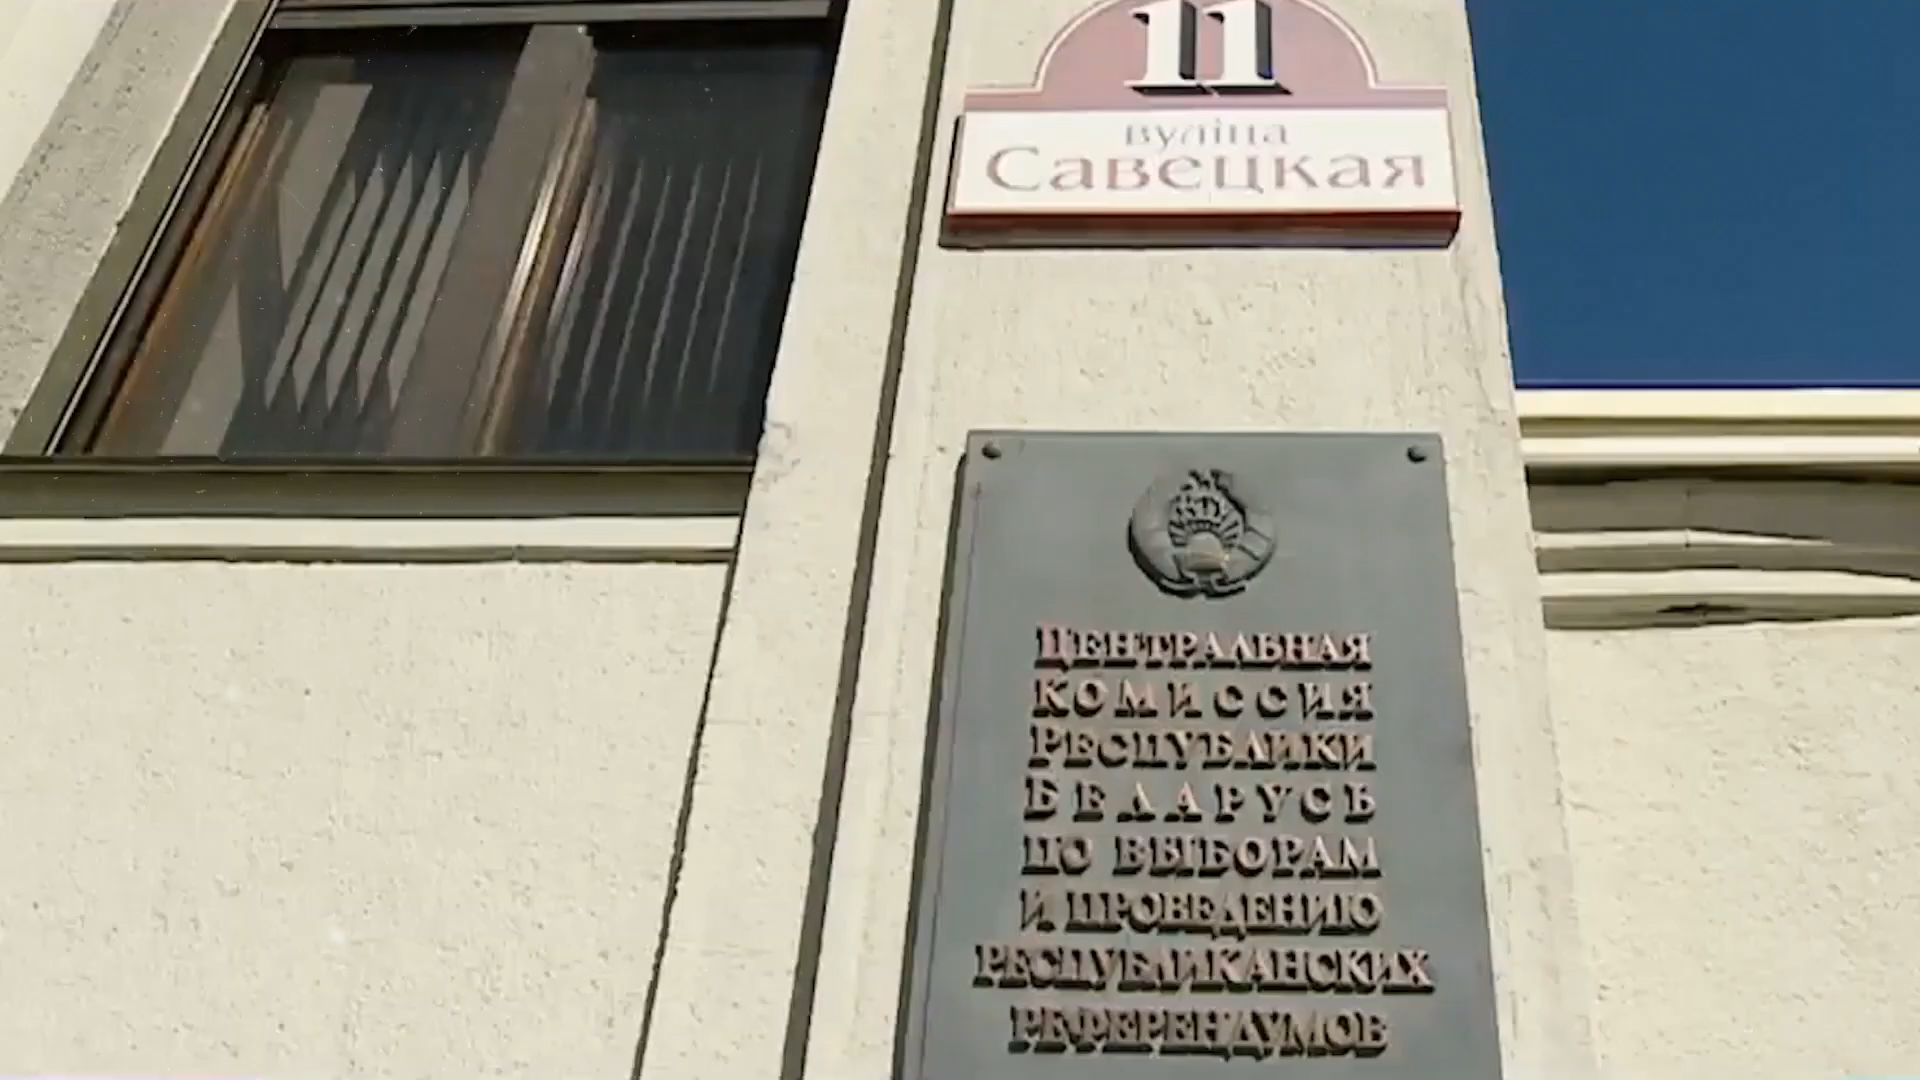 11
вуліца
Савецкая
ЦЕНТРАЛЬНАЯ
КОМИССИЯ
РЕСПУБЛИКИ
БЕЛАРУСЬ
ПО ВЫБОРАМ
И ПРОВЕДЕНИЮ
РЕСПУБЛИКАНСКИХ
РЕФЕРЕНДУМОВ